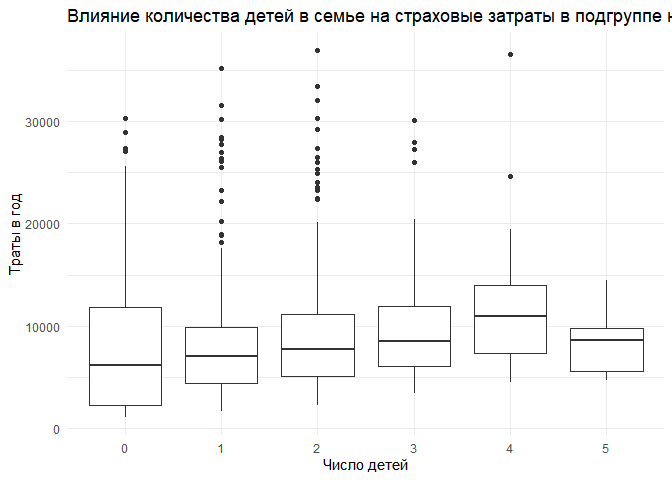 Влияние количества детей в семье на страховые затраты в подгруппе
30000
20000
10000
0
Траты в год
0 1 2 3 4 5
Число детей